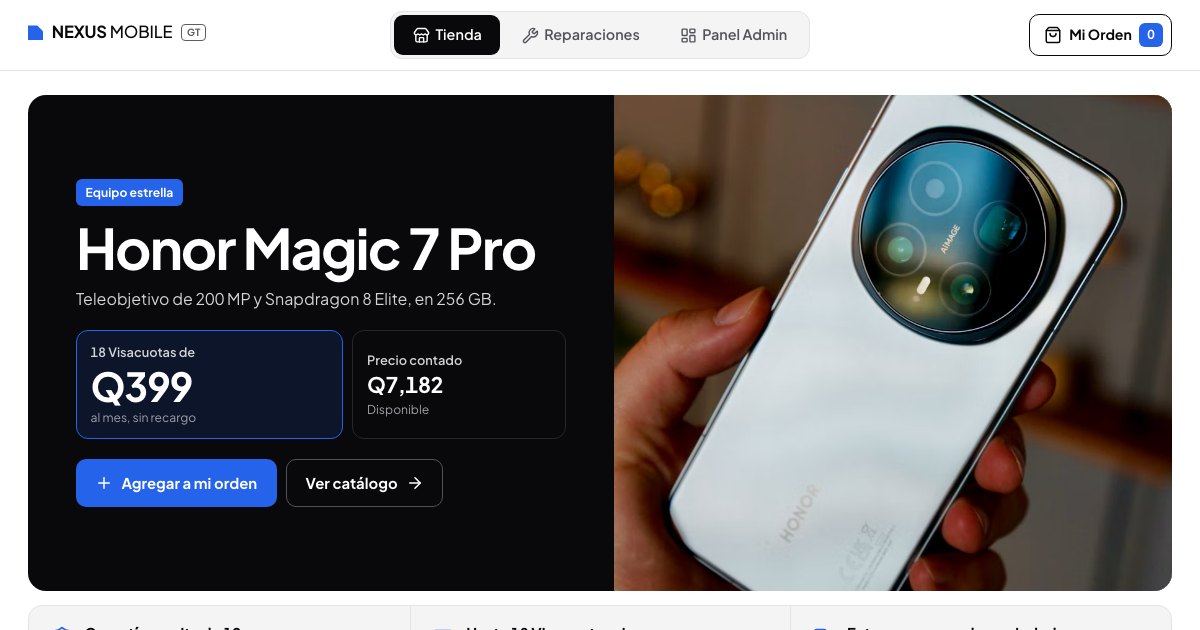 NEXUS MOBILE GT
Tienda
Reparaciones
Panel Admin
Mi Orden 0
Equipo estrella
Honor Magic 7 Pro
Teleobjetivo de 200 MP y Snapdragon 8 Elite, en 256 GB.
18 Visacuotas de
Q399
al mes, sin recargo
Precio contado
Q7,182
Disponible
Agregar a mi orden
Ver catálogo
AIMAGE
HONOR